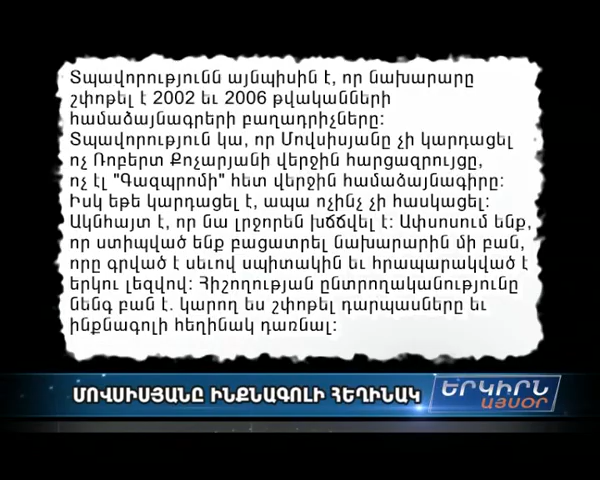 Տպավորությունն այնպիսին է, որ նախարարը
շփոթել է 2002 եւ 2006 թվականների
համաձայնագրերի բաղադրիչները:
Տպավորություն կա, որ Մովսիսյանը չի կարդացել
ոչ Ռոբերտ Քոչարյանի վերջին հարցազրույցը,
ոչ էլ "Գազպրոմի" հետ վերջին համաձայնագիրը:
Իսկ եթե կարդացել է, ապա ոչինչ չի հասկացել:
Ակնհայտ է, որ նա լրջորեն խճճվել է: Ափսոսում ենք,
որ ստիպված ենք բացատրել նախարարին մի բան,
որը գրված է սեւով սպիտակին եւ հրապարակված է
երկու լեզվով: Հիշողության ընտրողականությունը
նենգ բան է. կարող ես շփոթել դարպասները եւ
ինքնագոլի հեղինակ դառնալ:
ՄՈՎՍԻՍՅԱՆԸ ԻՆՔՆԱԳՈԼԻ ՀԵՂԻՆԱԿ
ԵՐԿԻՐՆ
ԱՅՍՕՐ